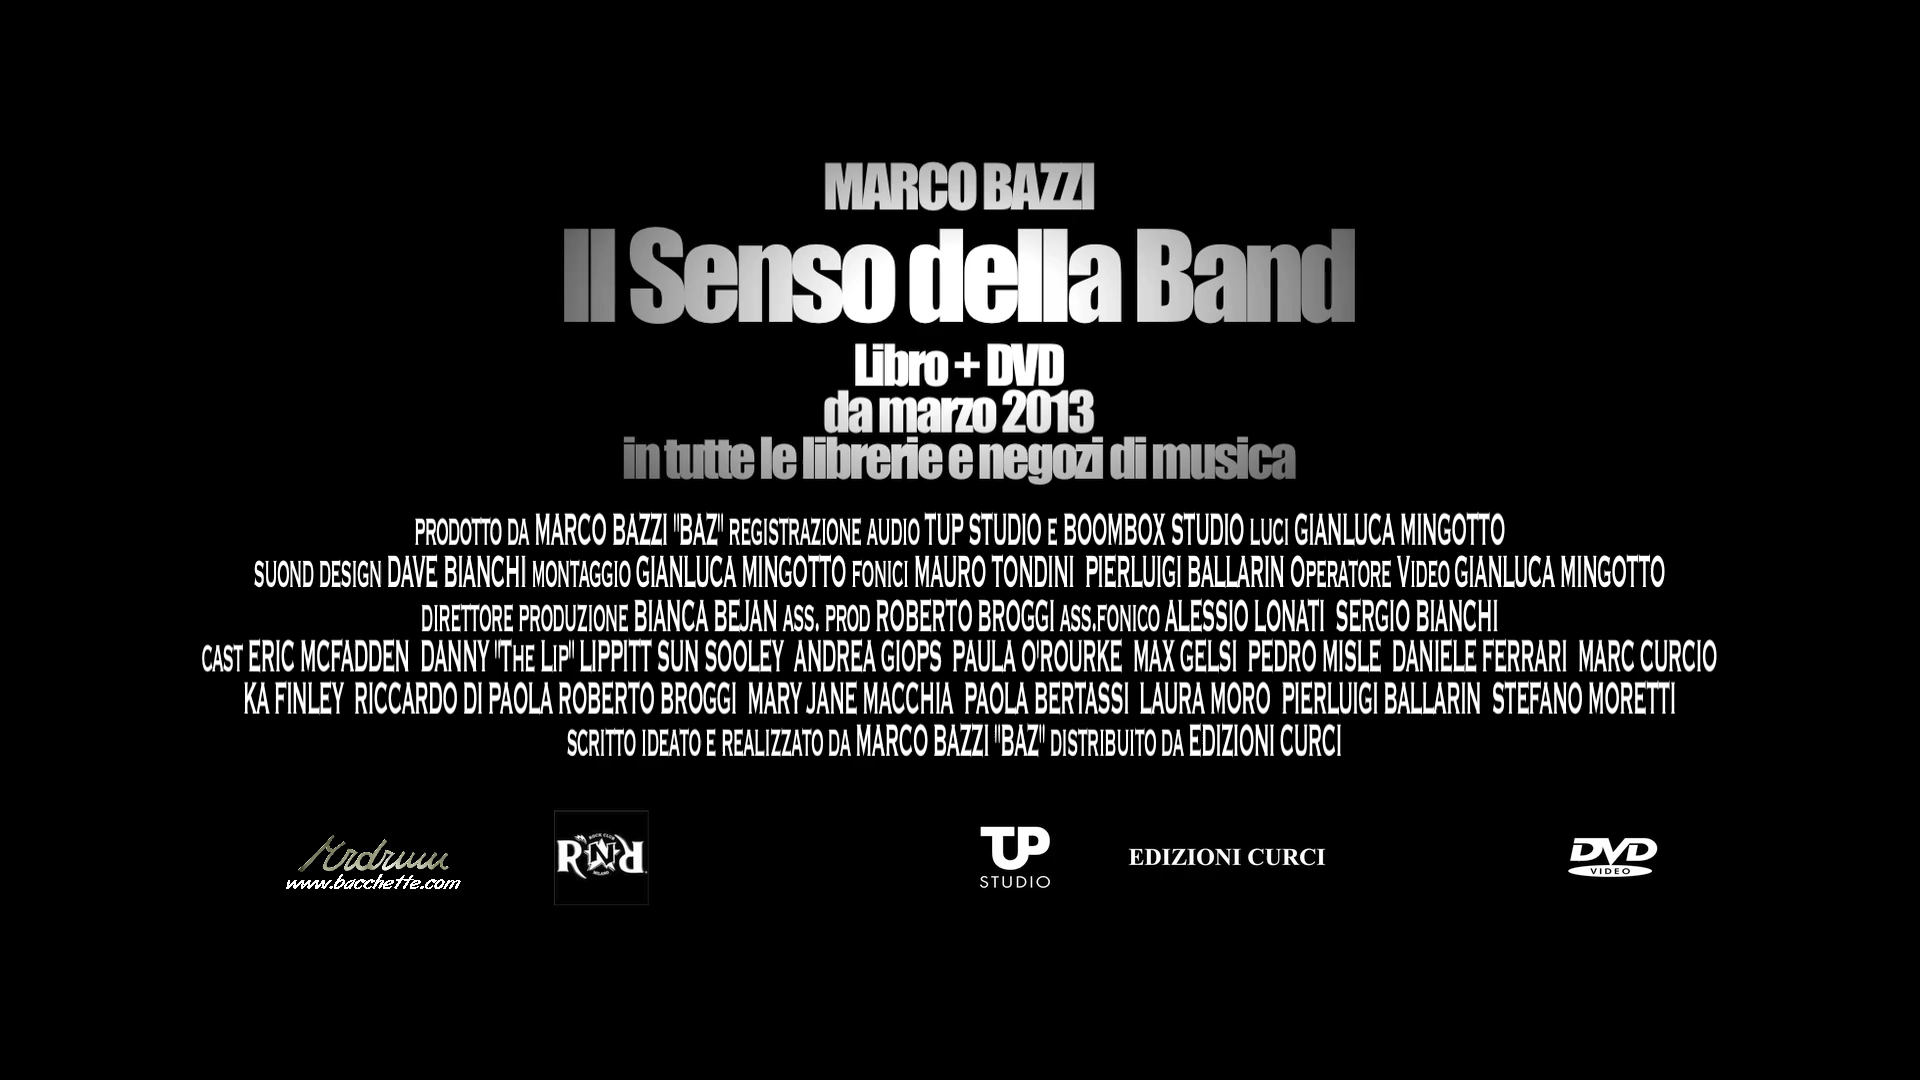 MARCO BAZZI
Il Senso della Band
Libro + DVD
da marzo 2013
in tutte le librerie e negozi di musica
PRODOTTO DA MARCO BAZZI "BAZ" REGISTRAZIONE AUDIO TUP STUDIO E BOOMBOX STUDIO LUCI GIANLUCA MINGOTTO
SUOND DESIGN DAVE BIANCHI MONTAGGIO GIANLUCA MINGOTTO FONICI MAURO TONDINI PIERLUIGI BALLARIN OPERATORE VIDEO GIANLUCA MINGOTTO
DIRETTORE PRODUZIONE BIANCA BEJAN ASS. PROD ROBERTO BROGGI ASS.FONICO ALESSIO LONATI SERGIO BIANCHI
CAST ERIC MCFADDEN DANNY "THE LIP" LIPPITT SUN SOOLEY ANDREA GIOPS PAULA O'ROURKE MAX GELSI PEDRO MISLE DANIELE FERRARI MARC CURCIO
KA FINLEY RICCARDO DI PAOLA ROBERTO BROGGI MARY JANE MACCHIA PAOLA BERTASSI LAURA MORO PIERLUIGI BALLARIN STEFANO MORETTI
SCRITTO IDEATO E REALIZZATO DA MARCO BAZZI "BAZ" DISTRIBUITO DA EDIZIONI CURCI
Mrdrum
www.bacchette.com
ROCK CLUB
RNR
MILANO
TUP
STUDIO
EDIZIONI CURCI
DVD
VIDEO